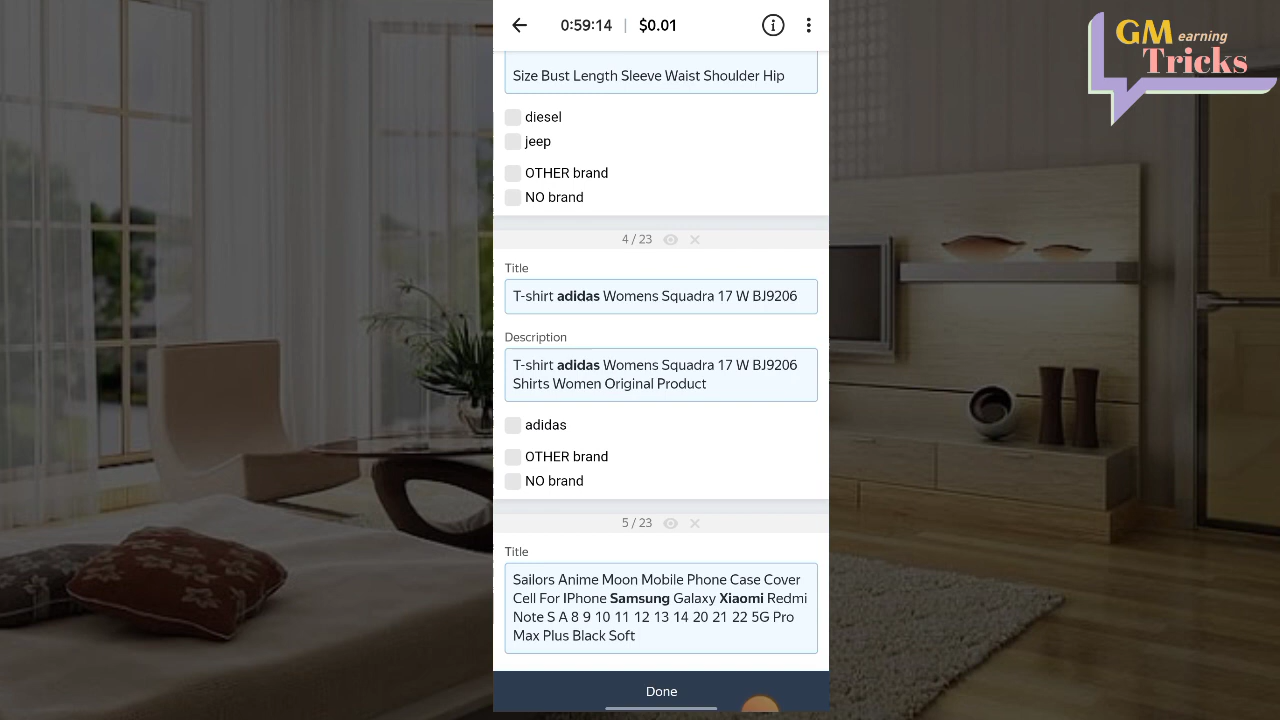 0:59:14 | $0.01
GM earning
Tricks
Size Bust Length Sleeve Waist Shoulder Hip
diesel
jeep
OTHER brand
NO brand
4 / 23
Title
T-shirt adidas Womens Squadra 17 W BJ9206
Description
T-shirt adidas Womens Squadra 17 W BJ9206
Shirts Women Original Product
adidas
OTHER brand
NO brand
5 / 23
Title
Sailors Anime Moon Mobile Phone Case Cover
Cell For IPhone Samsung Galaxy Xiaomi Redmi
Note S A 8 9 10 11 12 13 14 20 21 22 5G Pro
Max Plus Black Soft
Done